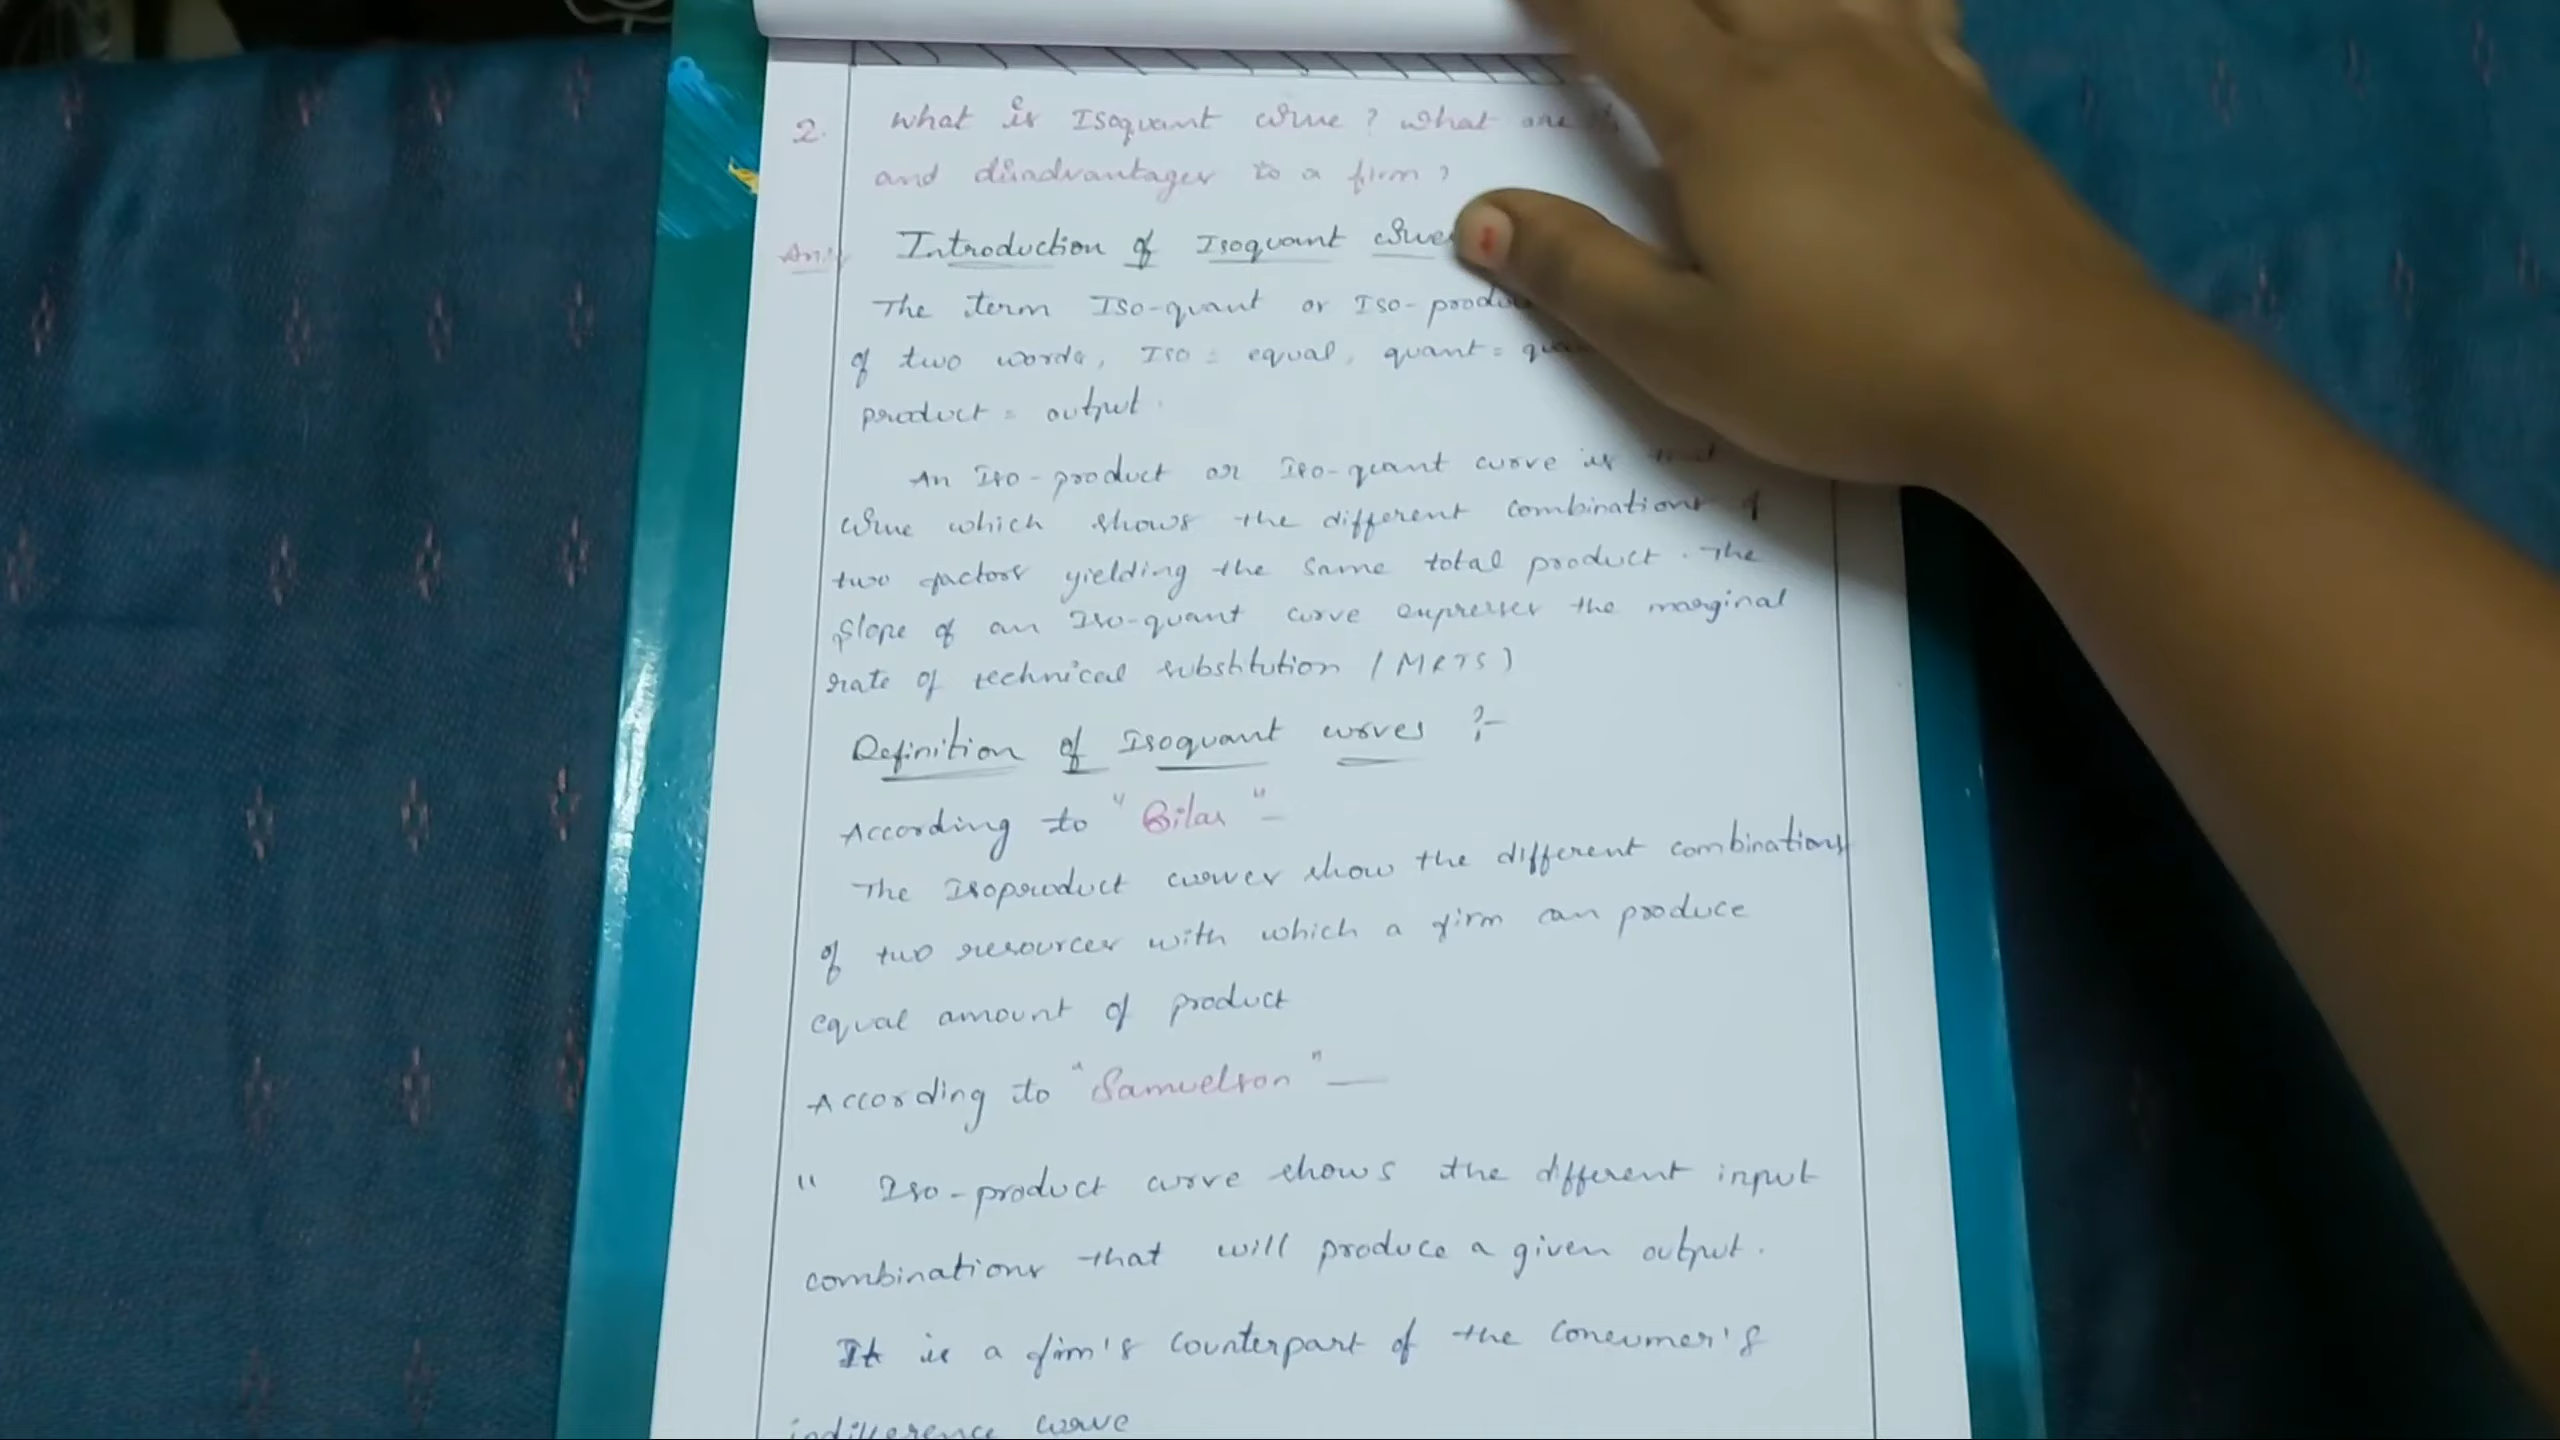 2. What is Isoquant curve? What are
and disadvantages to a firm?
Ans: Introduction of Isoquant curve
The term Iso-quant or Iso-
of two words, Iso = equal, quant =
product = output.
An Iso-product or Iso-quant curve is that
curve which shows the different combinations of
two factors yielding the same total product. The
slope of an Iso-quant curve expresses the marginal
rate of technical substitution (MRTS)
Definition of Isoquant curves :-
According to "Bilas" -
The Isoproduct curves show the different combinations
of two resources with which a firm can produce
equal amount of product
According to "Samuelson" -
" Iso-product curve shows the different input
combinations that will produce a given output.
It is a firm's counterpart of the consumer's
indifference curve